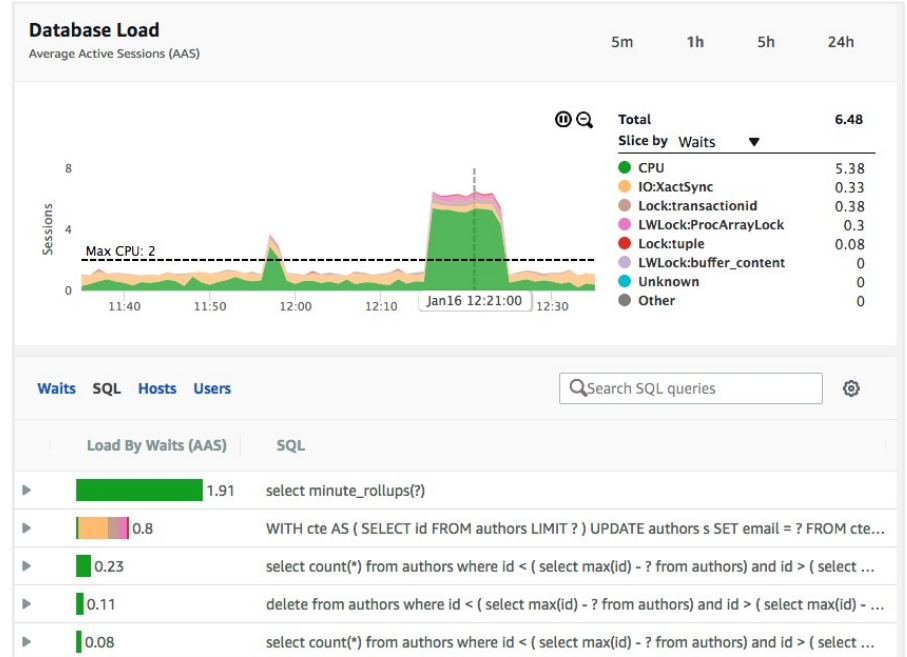 Database Load
Average Active Sessions (AAS)
5m 1h 5h 24h
Total 6.48
Slice by Waits ▼
CPU 5.38
IO:XactSync 0.33
Lock:transactionid 0.38
LWLock:ProcArrayLock 0.3
Lock:tuple 0.08
LWLock:buffer_content 0
Unknown 0
Other 0
Sessions
8
4
0
Max CPU: 2
11:40 11:50 12:00 12:10 Jan16 12:21:00 12:30
Waits SQL Hosts Users
Search SQL queries
Load By Waits (AAS) SQL
1.91 select minute_rollups(?)
0.8 WITH cte AS ( SELECT id FROM authors LIMIT ? ) UPDATE authors s SET email = ? FROM cte...
0.23 select count(*) from authors where id < ( select max(id) - ? from authors) and id > ( select ...
0.11 delete from authors where id < ( select max(id) - ? from authors) and id > ( select max(id) - ...
0.08 select count(*) from authors where id < ( select max(id) - ? from authors) and id > ( select ...